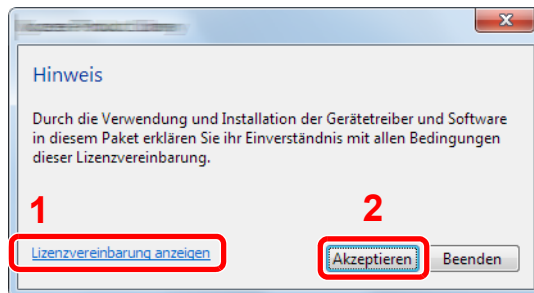 Hinweis
Durch die Verwendung und Installation der Gerätetreiber und Software
in diesem Paket erklären Sie ihr Einverständnis mit allen Bedingungen
dieser Lizenzvereinbarung.
1
2
Lizenzvereinbarung anzeigen
Akzeptieren
Beenden